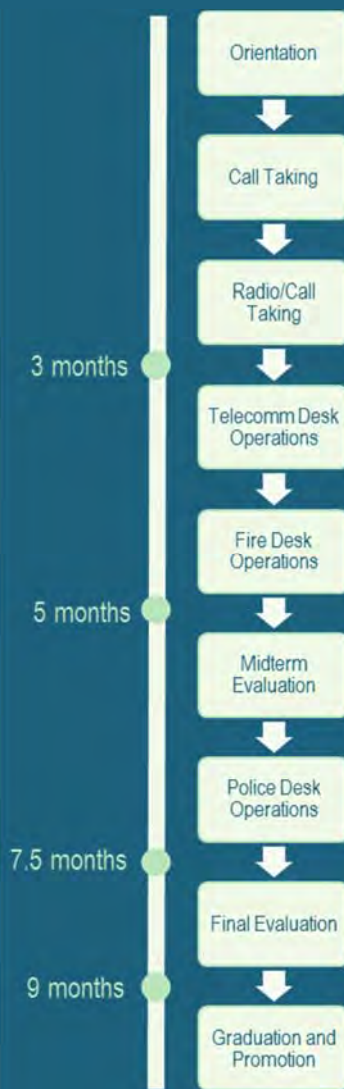 Orientation
Call Taking
Radio/Call
Taking
3 months
Telecomm Desk
Operations
Fire Desk
Operations
5 months
Midterm
Evaluation
Police Desk
Operations
7.5 months
Final Evaluation
9 months
Graduation and
Promotion